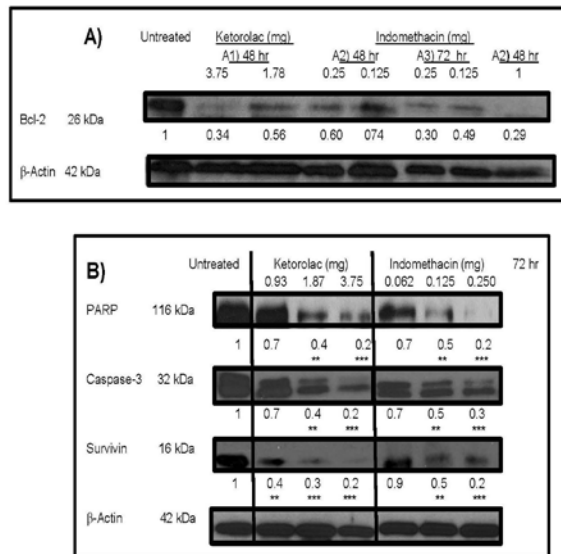 A)
Untreated Ketorolac (mg) Indomethacin (mg)
A1) 48 hr A2) 48 hr A3) 72 hr A2) 48 hr
3.75 1.78 0.25 0.125 0.25 0.125 1
Bcl-2 26 kDa
1 0.34 0.56 0.60 074 0.30 0.49 0.29
β-Actin 42 kDa
B)
Untreated Ketorolac (mg) Indomethacin (mg) 72 hr
0.93 1.87 3.75 0.062 0.125 0.250
PARP 116 kDa
1 0.7 0.4 0.2 0.7 0.5 0.2
** *** ** ***
Caspase-3 32 kDa
1 0.7 0.4 0.2 0.7 0.5 0.3
** *** ** ***
Survivin 16 kDa
1 0.4 0.3 0.2 0.9 0.5 0.2
** *** *** ** ***
β-Actin 42 kDa